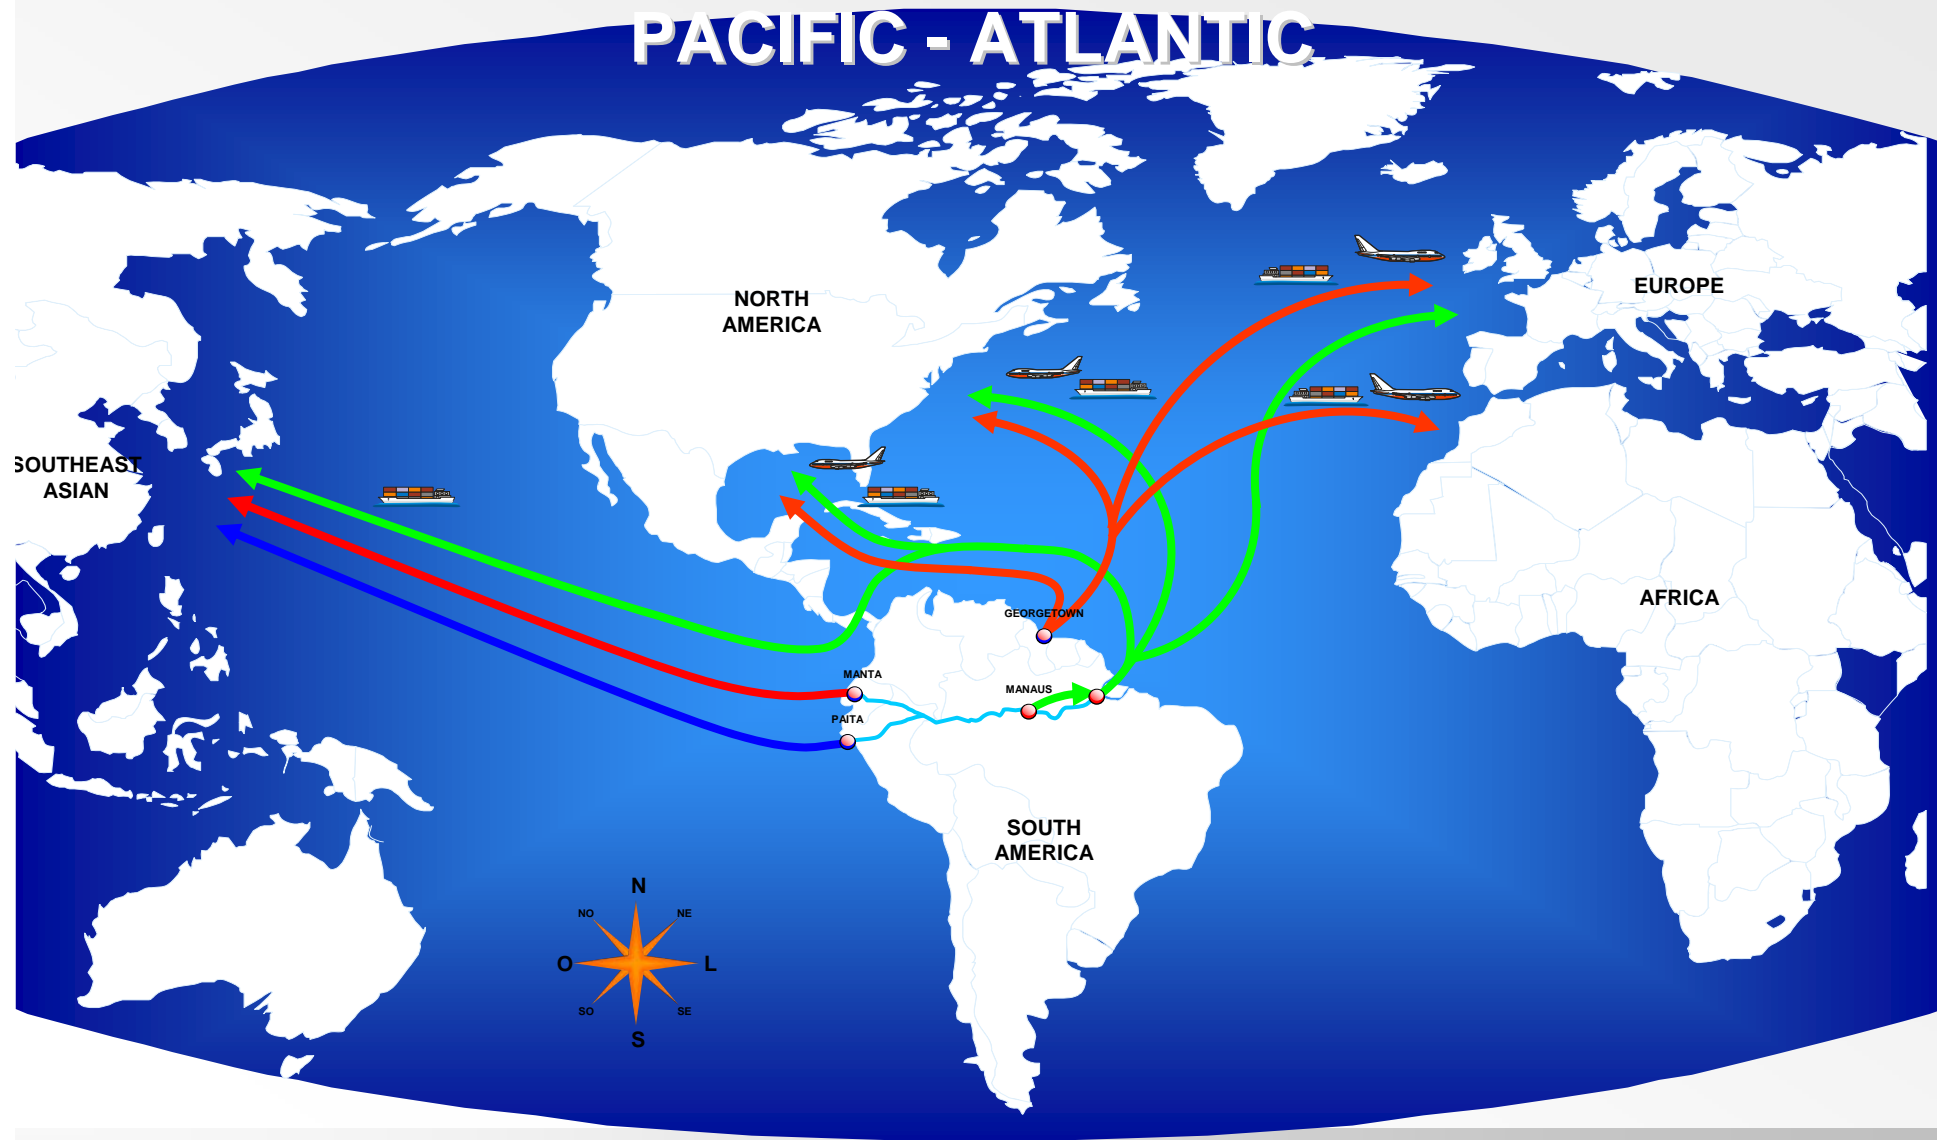 PACIFIC - ATLANTIC
NORTH
AMERICA
EUROPE
SOUTHEAST
ASIAN
AFRICA
GEORGETOWN
MANTA
MANAUS
PAITA
SOUTH
AMERICA
N
NO
NE
O
L
SO
SE
S